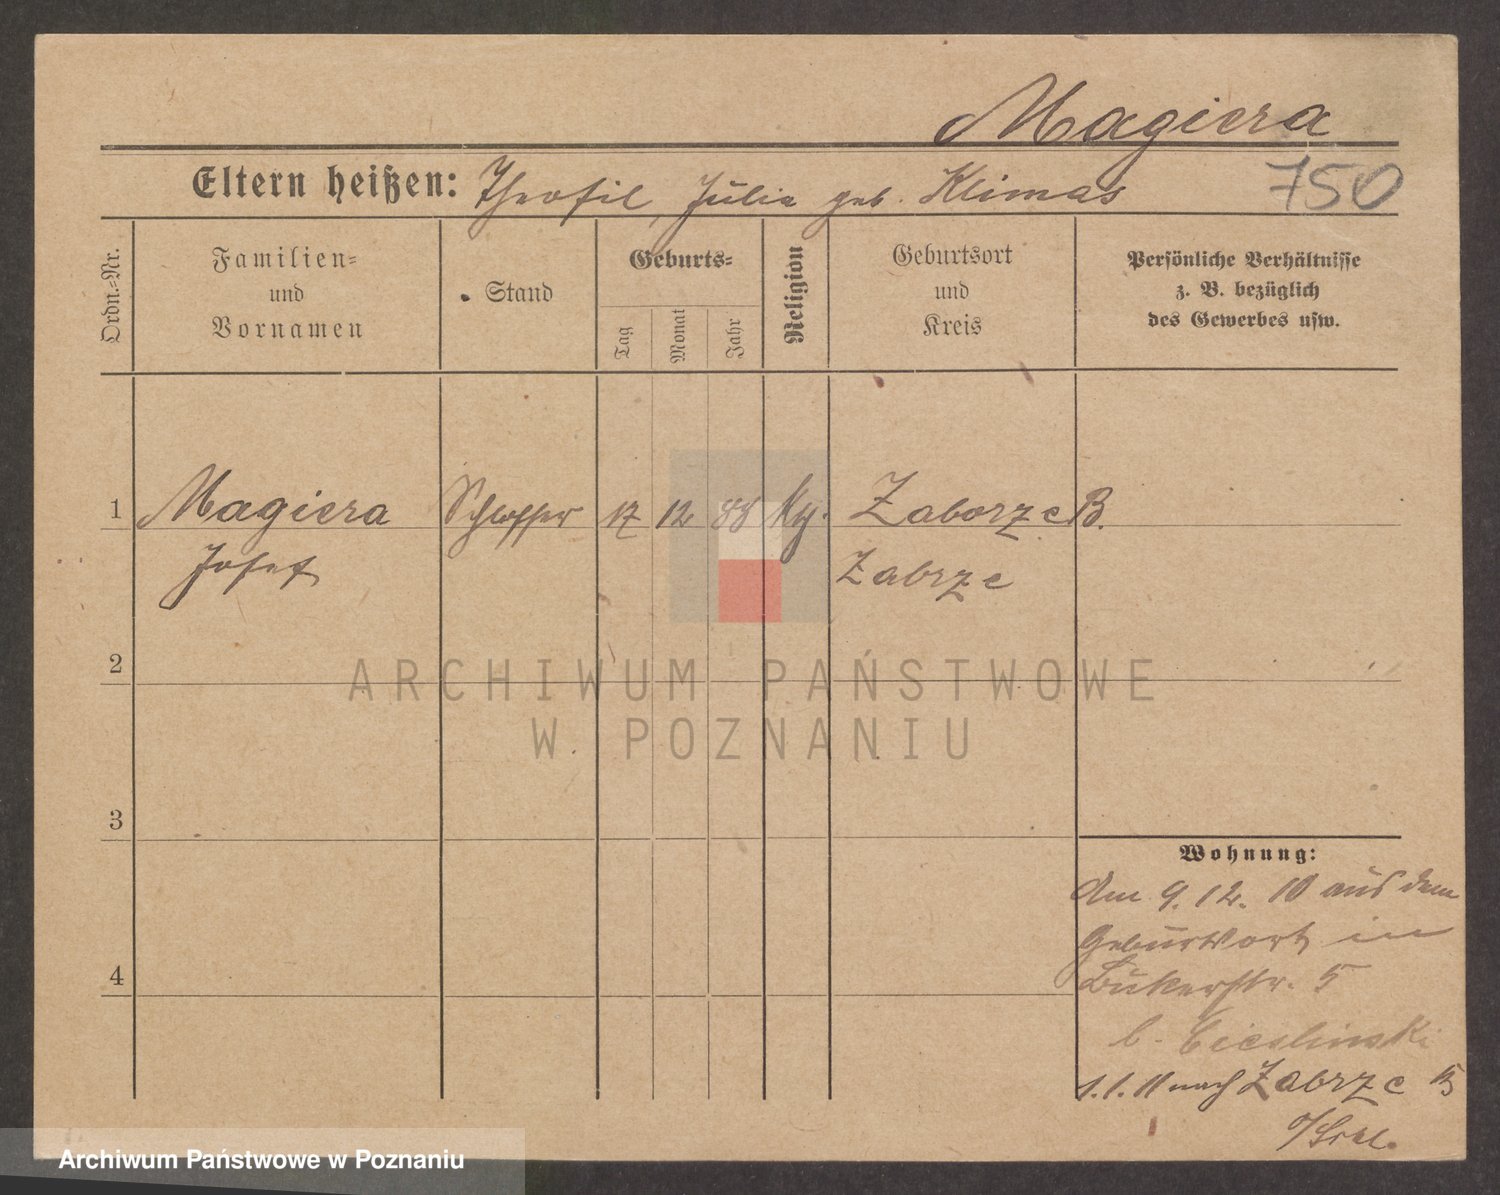 Magiera
750
Eltern heißen: Theofil, Julia geb. Klimas
Ordn.-Nr.
Familien-
und
Vornamen
Stand
Geburts-
Tag
Monat
Jahr
Religion
Geburtsort
und
Kreis
Persönliche Verhältnisse
z. B. bezüglich
des Gewerbes usw.
1 Magiera Schlosser 17 12 88 Zaborze B.
Josef Zabrze
2
3
4
Wohnung:
Am 9. 12. 10 aus dem
Geburtsort in
Bukerstr. 5
b. Cieslinski
1. 1. 11 nach Zabrze B
o/Schl.
ARCHIWUM PAŃSTWOWE
W POZNANIU
Archiwum Państwowe w Poznaniu